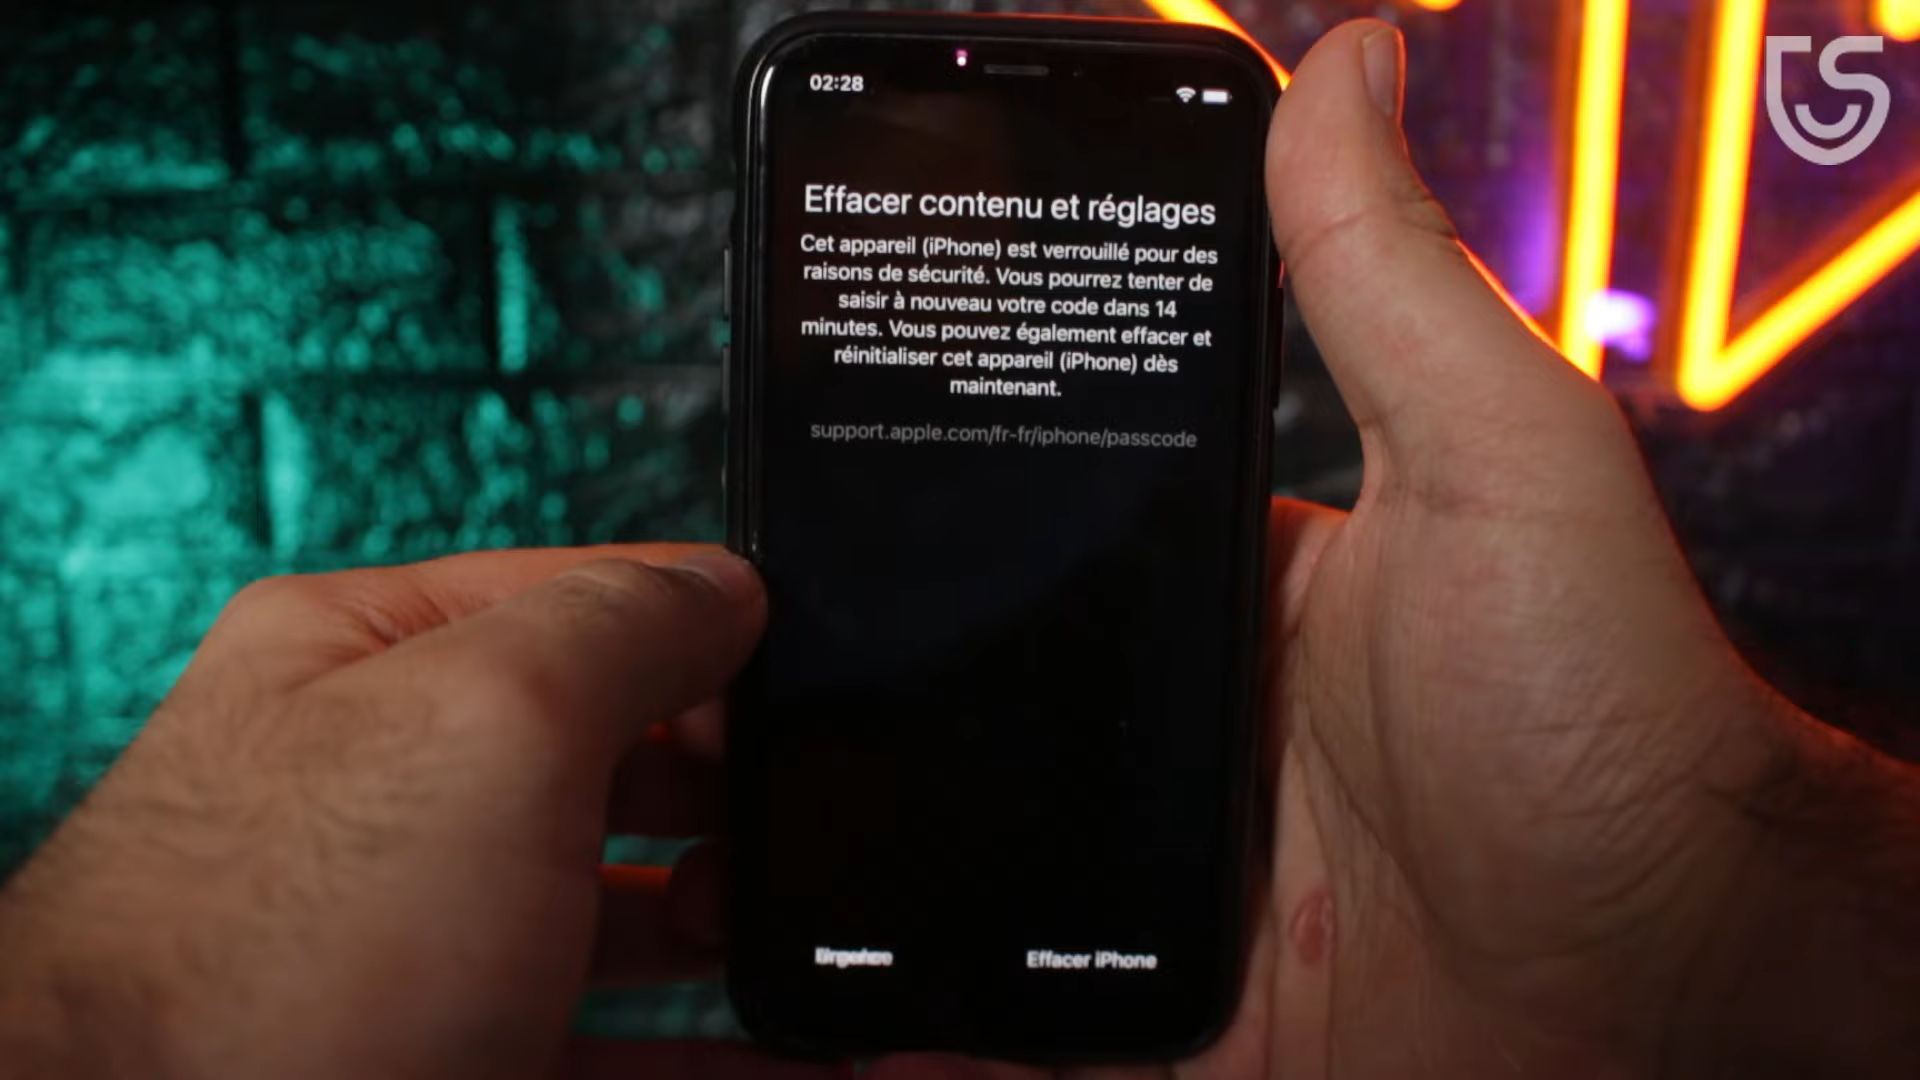 02:28
Effacer contenu et réglages
Cet appareil (iPhone) est verrouillé pour des
raisons de sécurité. Vous pourrez tenter de
saisir à nouveau votre code dans 14
minutes. Vous pouvez également effacer et
réinitialiser cet appareil (iPhone) dès
maintenant.
support.apple.com/fr-fr/iphone/passcode
Effacer iPhone